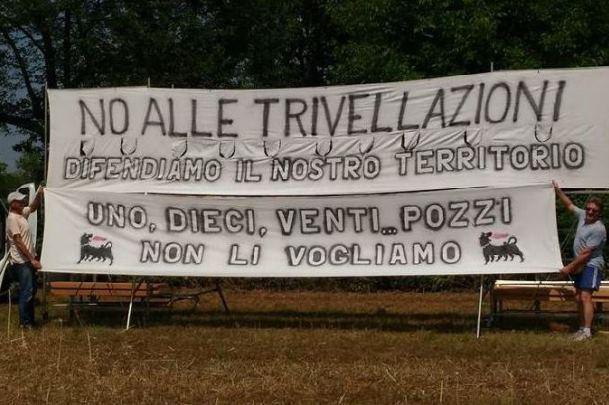 NO ALLE TRIVELLAZIONI
DIFENDIAMO IL NOSTRO TERRITORIO
UNO, DIECI, VENTI... POZZI
NON LI VOGLIAMO